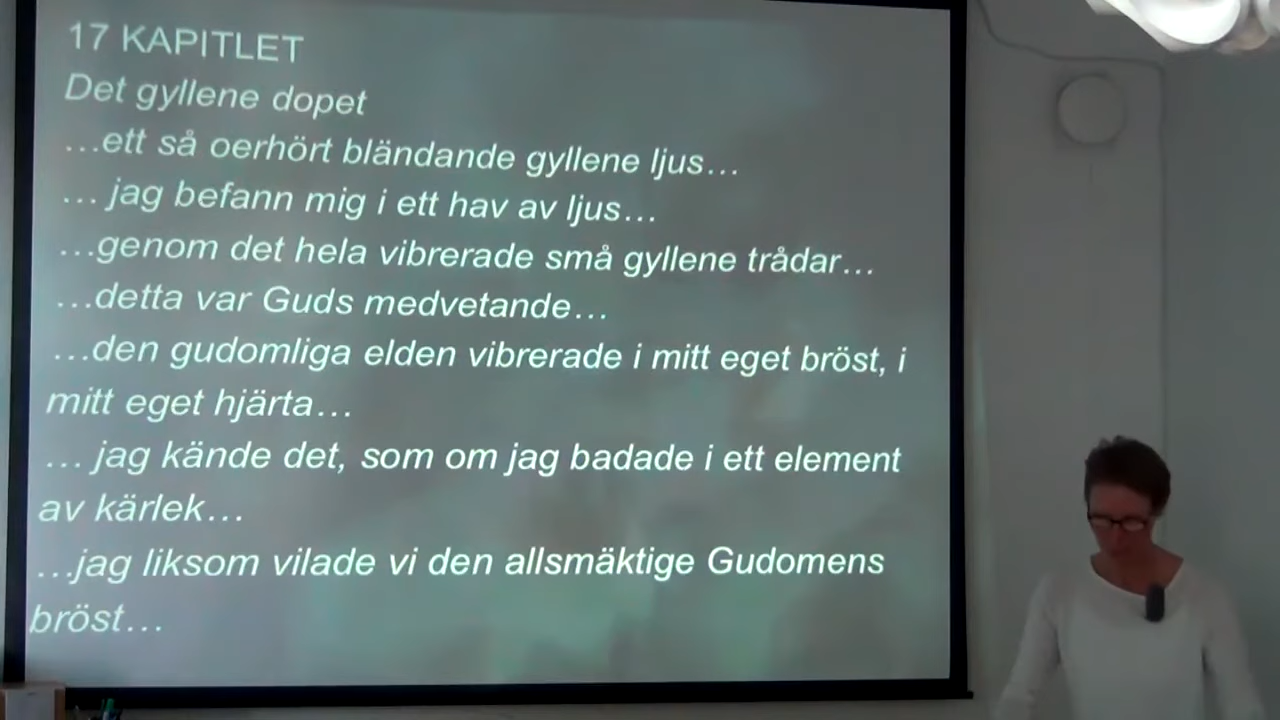 17 KAPITLET
Det gyllene dopet
…ett så oerhört bländande gyllene ljus…
… jag befann mig i ett hav av ljus…
…genom det hela vibrerade små gyllene trådar…
…detta var Guds medvetande…
…den gudomliga elden vibrerade i mitt eget bröst, i
mitt eget hjärta…
… jag kände det, som om jag badade i ett element
av kärlek…
…jag liksom vilade vi den allsmäktige Gudomens
bröst…